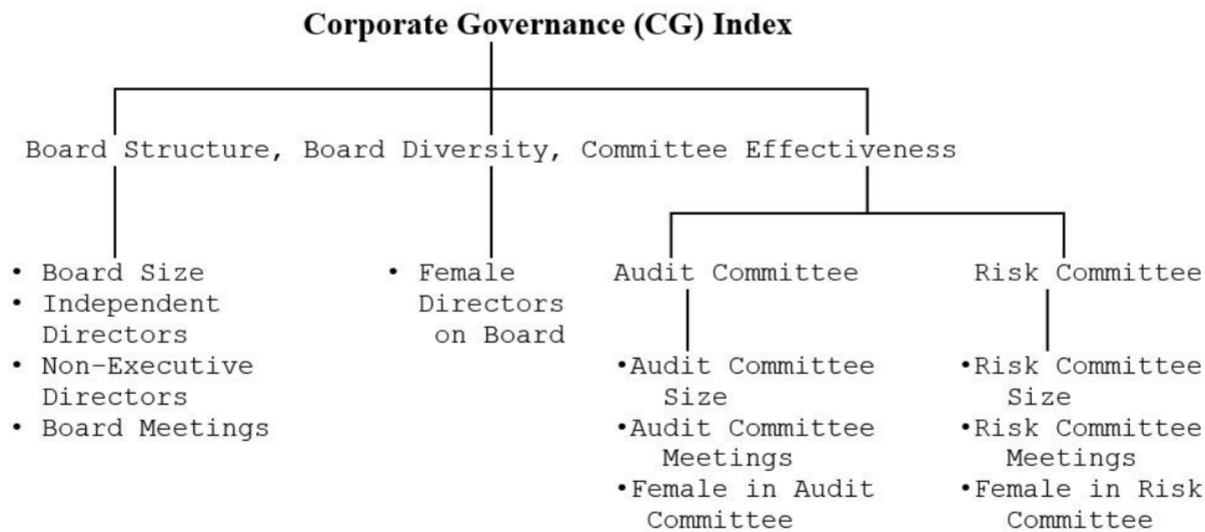 Corporate Governance (CG) Index
Board Structure, Board Diversity, Committee Effectiveness
• Board Size
• Independent
Directors
• Non-Executive
Directors
• Board Meetings
• Female
Directors
on Board
Audit Committee
•Audit Committee
Size
•Audit Committee
Meetings
•Female in Audit
Committee
Risk Committee
•Risk Committee
Size
•Risk Committee
Meetings
•Female in Risk
Committee